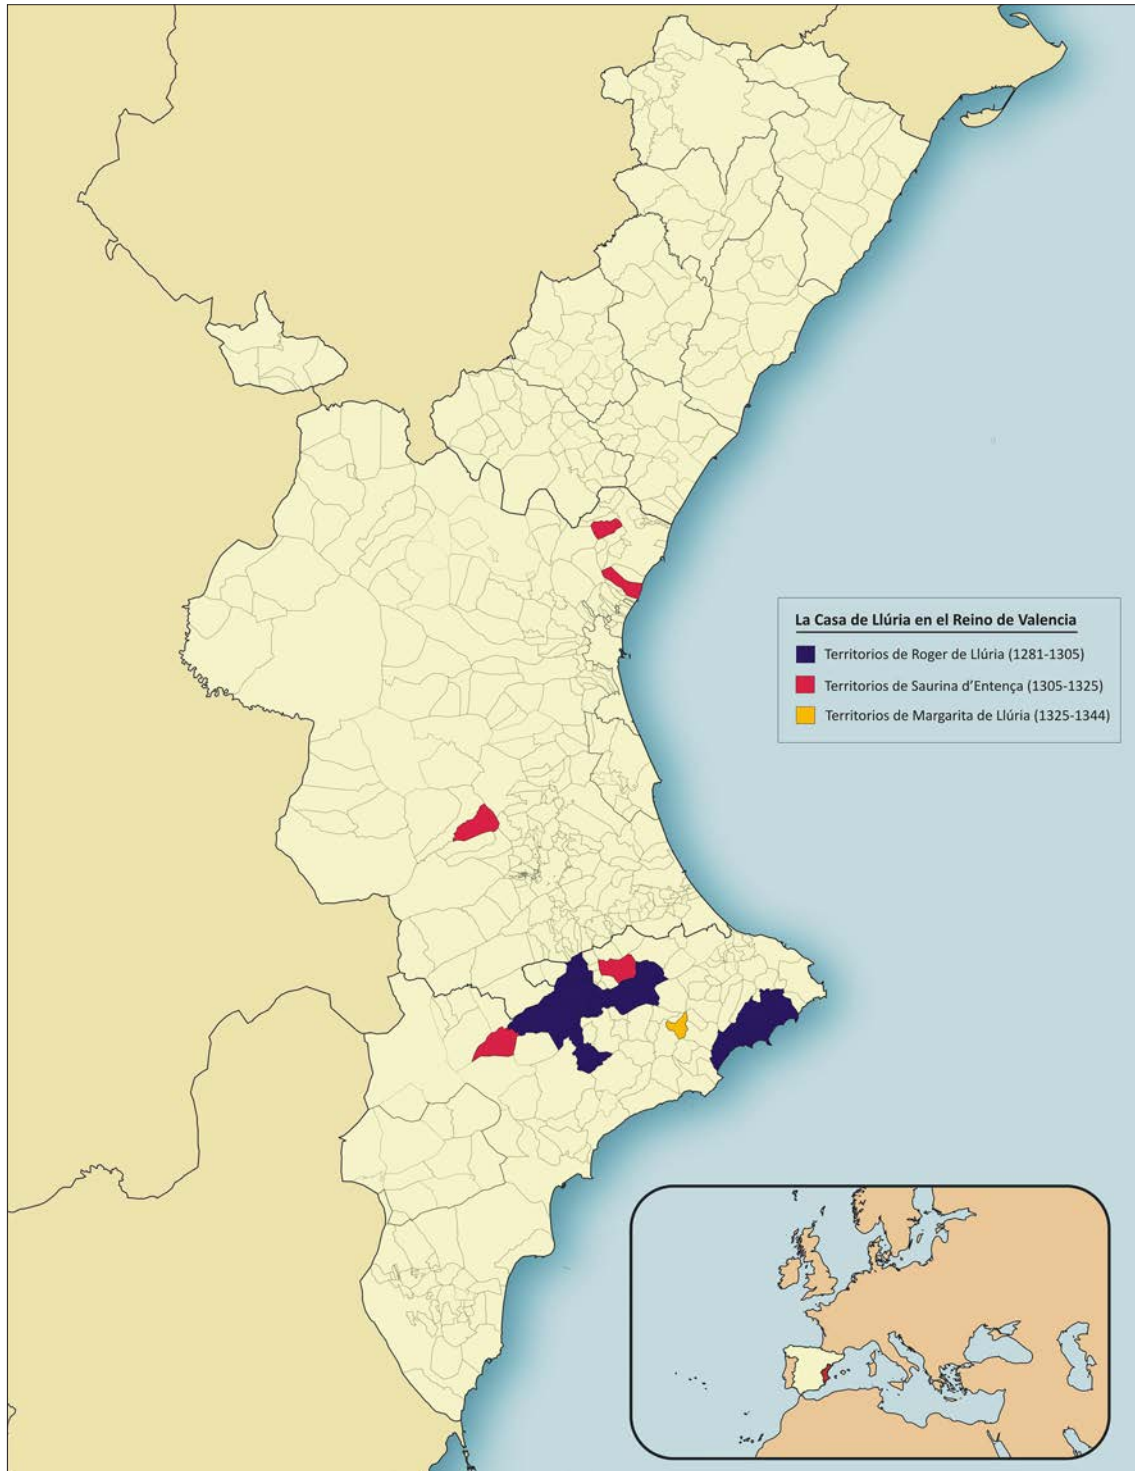 La Casa de Llúria en el Reino de Valencia
Territorios de Roger de Llúria (1281-1305)
Territorios de Saurina d'Entença (1305-1325)
Territorios de Margarita de Llúria (1325-1344)